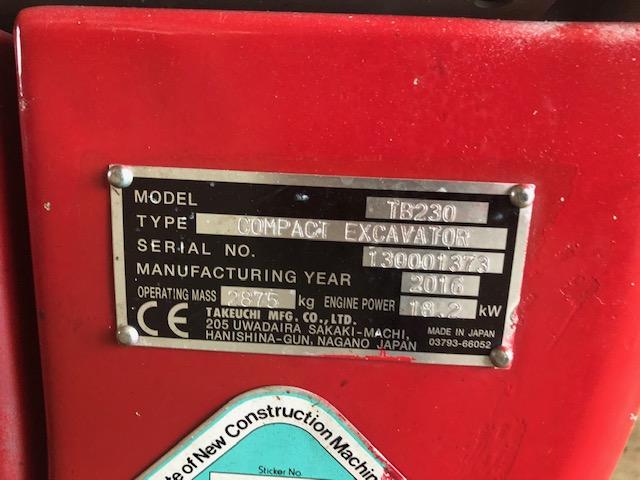 MODEL TB230
TYPE COMPACT EXCAVATOR
SERIAL NO. 130001373
MANUFACTURING YEAR 2016
OPERATING MASS 2875 kg ENGINE POWER 18.2 kW
CE TAKEUCHI MFG. CO., LTD.
205 UWADAIRA SAKAKI-MACHI, MADE IN JAPAN
HANISHINA-GUN, NAGANO JAPAN 03793-66052
of New Construction
Sticker No.